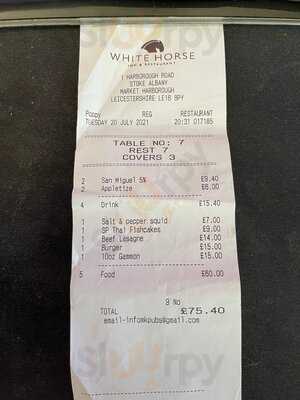 WHITE HORSE
INN & RESTAURANT
1 HARBOROUGH ROAD
STOKE ALBANY
MARKET HARBOROUGH
LEICESTERSHIRE LE16 8PY
Poppy REG RESTAURANT
TUESDAY 20 JULY 2021 20:31 017185
TABLE NO: 7
REST 7
COVERS 3
2 San Miguel 5% £9.40
2 Appletize £6.00
4 Drink £15.40
1 Salt & pepper squid £7.00
1 SP Thai Fishcakes £9.00
1 Beef Lasagne £14.00
1 Burger £15.00
1 10oz Gammon £15.00
5 Food £60.00
9 No
TOTAL £75.40
email-infomkpubs@gmail.com
sluurpy
sluurpy